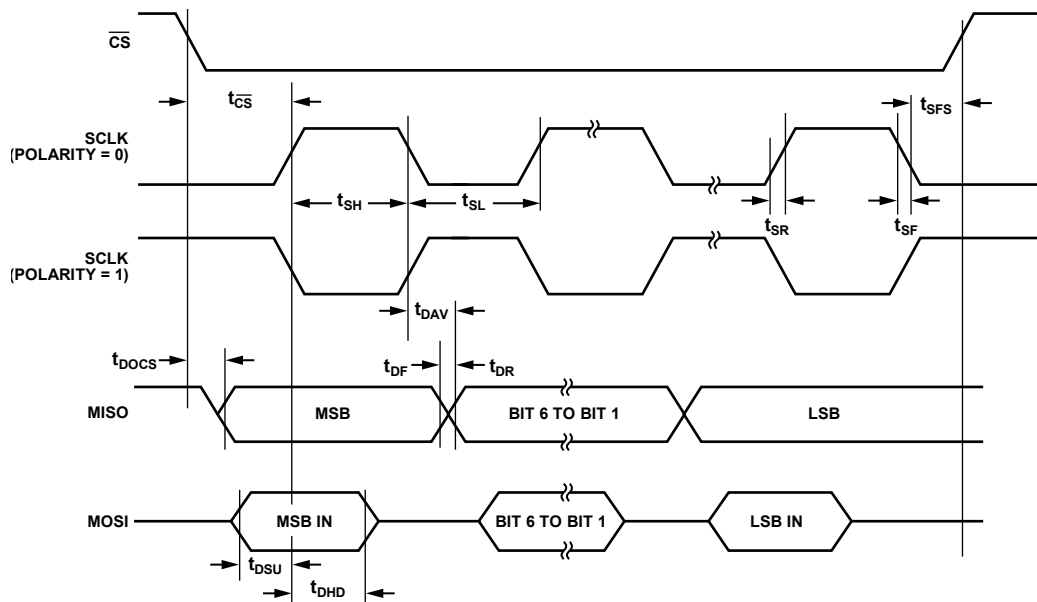 CS
tCS
tSFS
SCLK
(POLARITY = 0)
tSH
tSL
tSR
tSF
SCLK
(POLARITY = 1)
tDAV
tDOCS
tDF
tDR
MISO
MSB
BIT 6 TO BIT 1
LSB
MOSI
MSB IN
BIT 6 TO BIT 1
LSB IN
tDSU
tDHD